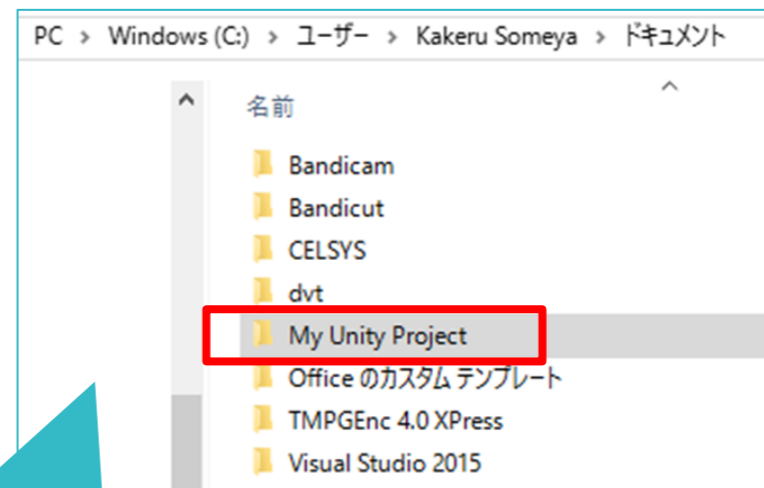 PC > Windows (C:) > ユーザー > Kakeru Someya > ドキュメント
名前
Bandicam
Bandicut
CELSYS
dvt
My Unity Project
Office のカスタム テンプレート
TMPGEnc 4.0 XPress
Visual Studio 2015